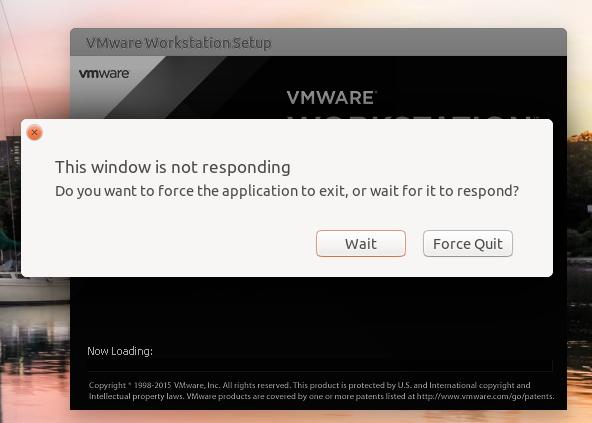 VMware Workstation Setup
vmware
VMWARE®
WORKSTATION™
This window is not responding
Do you want to force the application to exit, or wait for it to respond?
Wait Force Quit
Now Loading:
Copyright © 1998-2015 VMware, Inc. All rights reserved. This product is protected by U.S. and International copyright and
Intellectual property laws. VMware products are covered by one or more patents listed at http://www.vmware.com/go/patents.